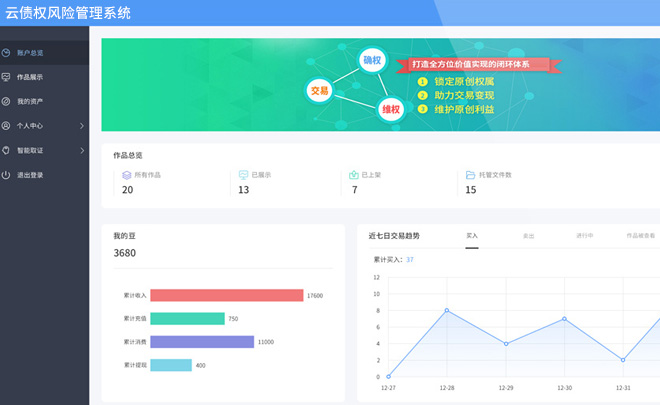 云债权风险管理系统
账户总览
作品展示
我的资产
个人中心
智能取证
退出登录
确权
交易
维权
打造全方位价值实现的闭环体系
1 锁定原创权属
2 助力交易变现
3 维护原创利益
作品总览
所有作品
20
已展示
13
已上架
7
托管文件数
15
我的豆
3680
累计收入 17600
累计充值 750
累计消费 11000
累计提现 400
近七日交易趋势 买入 卖出 进行中 作品被查看
累计买入: 37
12
10
8
6
4
2
0
12-27 12-28 12-29 12-30 12-31